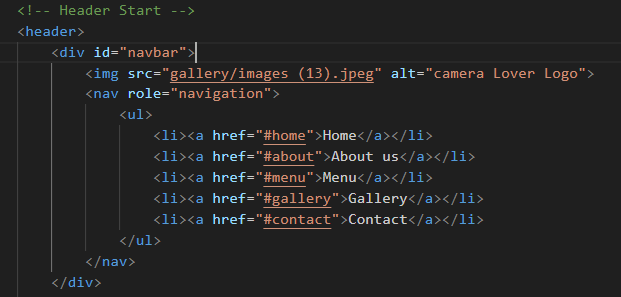 <!-- Header Start -->
<header>
<div id="navbar">
<img src="gallery/images (13).jpeg" alt="camera Lover Logo">
<nav role="navigation">
<ul>
<li><a href="#home">Home</a></li>
<li><a href="#about">About us</a></li>
<li><a href="#menu">Menu</a></li>
<li><a href="#gallery">Gallery</a></li>
<li><a href="#contact">Contact</a></li>
</ul>
</nav>
</div>